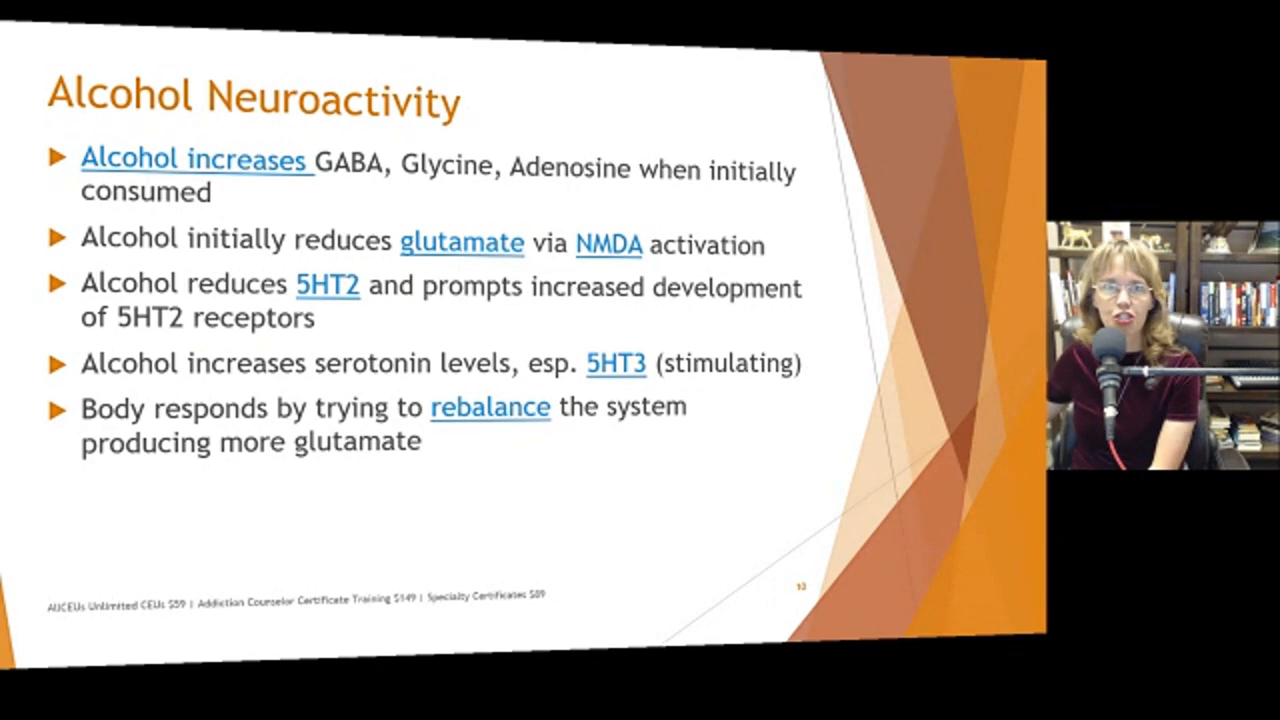 Alcohol Neuroactivity
Alcohol increases GABA, Glycine, Adenosine when initially
consumed
Alcohol initially reduces glutamate via NMDA activation
Alcohol reduces 5HT2 and prompts increased development
of 5HT2 receptors
Alcohol increases serotonin levels, esp. 5HT3 (stimulating)
Body responds by trying to rebalance the system
producing more glutamate
AllCEUs Unlimited CEUs $59 | Addiction Counselor Certificate Training $149 | Specialty Certificates $89
10